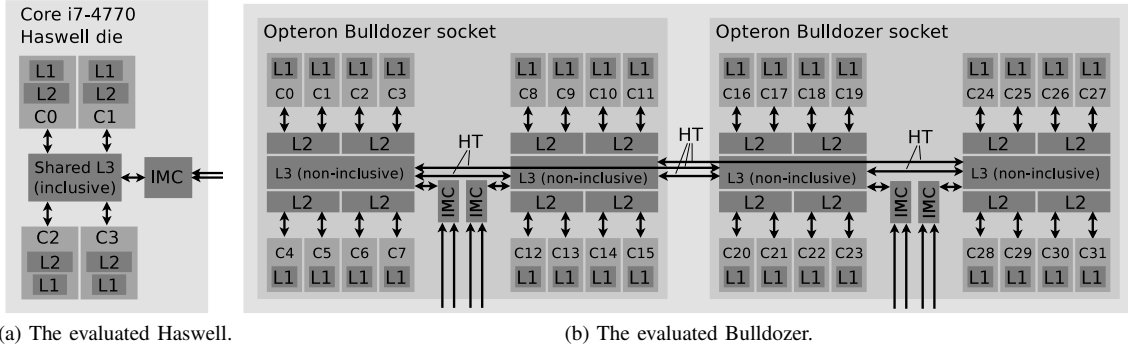 Core i7-4770
Haswell die
L1 L1
L2 L2
C0 C1
Shared L3
(inclusive)
IMC
C2 C3
L2 L2
L1 L1
(a) The evaluated Haswell.
Opteron Bulldozer socket
L1 L1 L1 L1
C0 C1 C2 C3
L2 L2
L3 (non-inclusive)
L2 L2
C4 C5 C6 C7
L1 L1 L1 L1
HT
IMC IMC
L1 L1 L1 L1
C8 C9 C10 C11
L2 L2
L3 (non-inclusive)
L2 L2
C12 C13 C14 C15
L1 L1 L1 L1
HT
Opteron Bulldozer socket
L1 L1 L1 L1
C16 C17 C18 C19
L2 L2
L3 (non-inclusive)
L2 L2
C20 C21 C22 C23
L1 L1 L1 L1
HT
IMC IMC
L1 L1 L1 L1
C24 C25 C26 C27
L2 L2
L3 (non-inclusive)
L2 L2
C28 C29 C30 C31
L1 L1 L1 L1
(b) The evaluated Bulldozer.